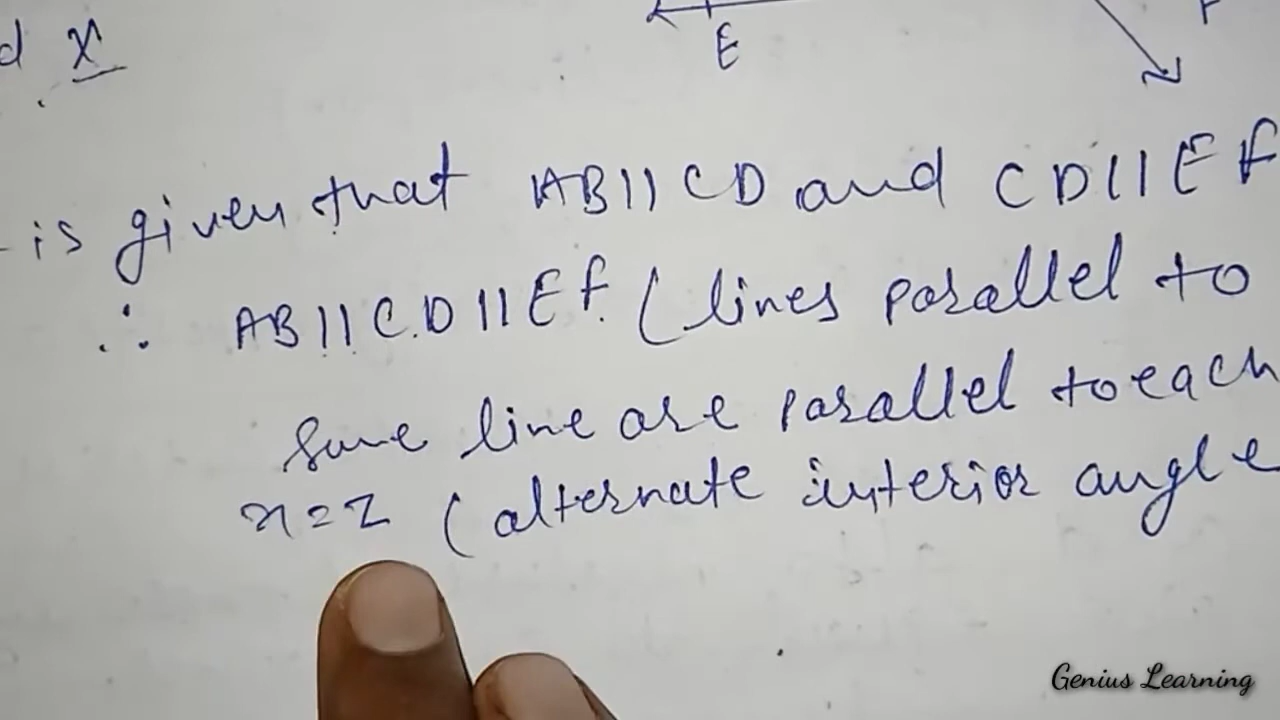 d x
E
F
is given that AB||CD and CD||EF
∴ AB||CD||EF (lines parallel to
same line are parallel to each
x=z (alternate interior angle
Genius Learning